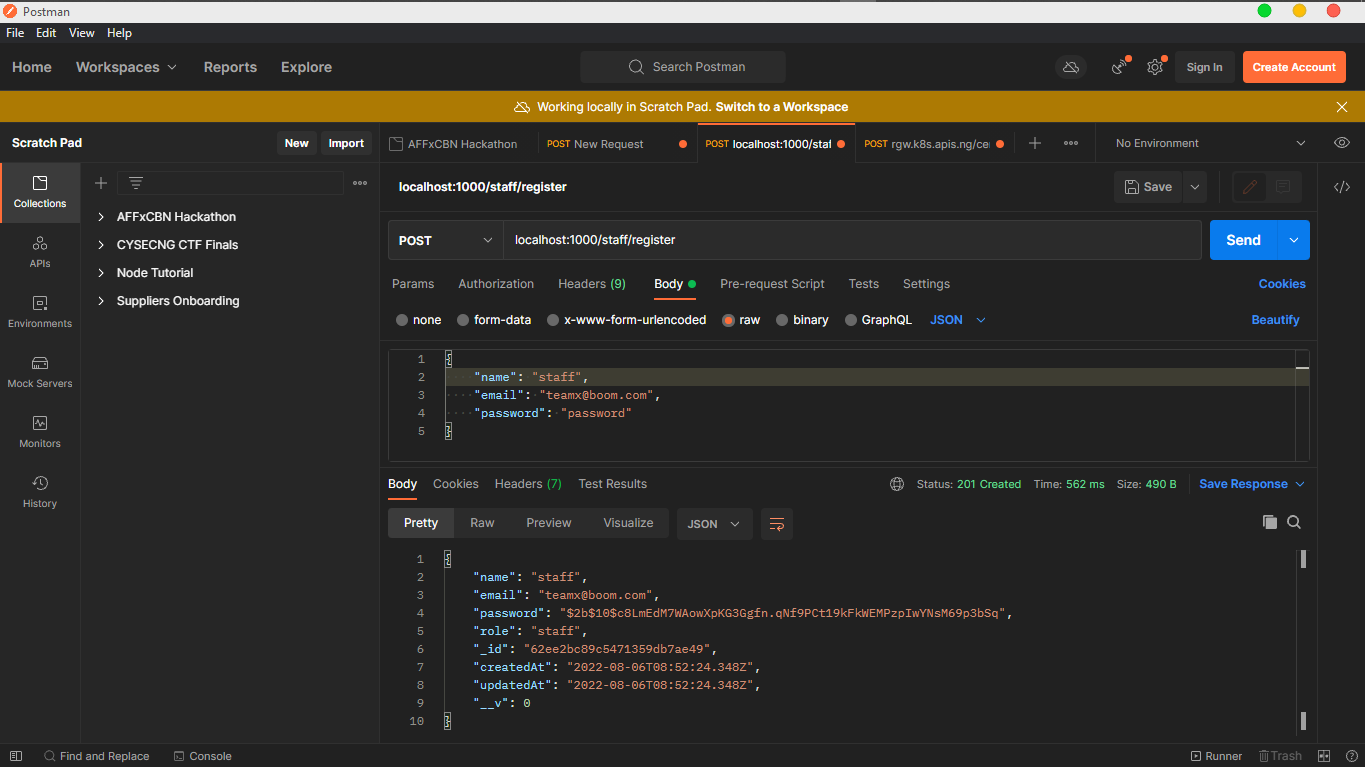 Postman
File Edit View Help
Home Workspaces Reports Explore Search Postman Sign In Create Account
Working locally in Scratch Pad. Switch to a Workspace
Scratch Pad New Import AFFxCBN Hackathon POST New Request POST localhost:1000/staf POST rgw.k8s.apis.ng/cer No Environment
Collections
APIs
Environments
Mock Servers
Monitors
History
AFFxCBN Hackathon
CYSECNG CTF Finals
Node Tutorial
Suppliers Onboarding
localhost:1000/staff/register Save
POST localhost:1000/staff/register Send
Params Authorization Headers (9) Body Pre-request Script Tests Settings Cookies
none form-data x-www-form-urlencoded raw binary GraphQL JSON Beautify
1 {
2 "name": "staff",
3 "email": "teamx@boom.com",
4 "password": "password"
5 }
Body Cookies Headers (7) Test Results Status: 201 Created Time: 562 ms Size: 490 B Save Response
Pretty Raw Preview Visualize JSON
1 {
2 "name": "staff",
3 "email": "teamx@boom.com",
4 "password": "$2b$10$c8LmEdM7WAowXpKG3Ggfn.qNf9PCt19kFkWEMPzpIwYNsM69p3bSq",
5 "role": "staff",
6 "_id": "62ee2bc89c5471359db7ae49",
7 "createdAt": "2022-08-06T08:52:24.348Z",
8 "updatedAt": "2022-08-06T08:52:24.348Z",
9 "__v": 0
10 }
Find and Replace Console Runner Trash